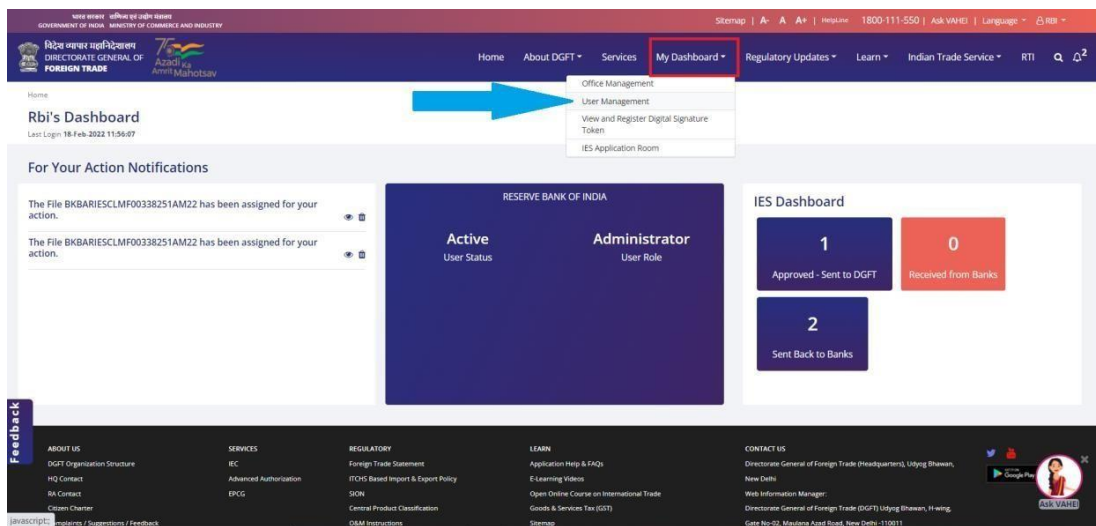 भारत सरकार वाणिज्य एवं उद्योग मंत्रालय
GOVERNMENT OF INDIA MINISTRY OF COMMERCE AND INDUSTRY
Sitemap | A- A A+ | HelpLine 1800-111-550 | Ask VAHEI | Language RBI
विदेश व्यापार महानिदेशालय
DIRECTORATE GENERAL OF
FOREIGN TRADE
Azadi Ka
Amrit Mahotsav
Home About DGFT Services My Dashboard Regulatory Updates Learn Indian Trade Service RTI 2
Office Management
User Management
View and Register Digital Signature
Token
IES Application Room
Home
Rbi's Dashboard
Last Login 18-Feb-2022 11:56:07
For Your Action Notifications
The File BKBARIESCLMF00338251AM22 has been assigned for your
action.
The File BKBARIESCLMF00338251AM22 has been assigned for your
action.
RESERVE BANK OF INDIA
Active
User Status
Administrator
User Role
IES Dashboard
1
Approved - Sent to DGFT
0
Received from Banks
2
Sent Back to Banks
Feedback
ABOUT US
DGFT Organization Structure
HQ Contact
RA Contact
Citizen Charter
Complaints / Suggestions / Feedback
SERVICES
IEC
Advanced Authorization
EPCG
REGULATORY
Foreign Trade Statement
ITCHS Based Import & Export Policy
SION
Central Product Classification
O&M Instructions
LEARN
Application Help & FAQs
E-Learning Videos
Open Online Course on International Trade
Goods & Services Tax (GST)
Sitemap
CONTACT US
Directorate General of Foreign Trade (Headquarters), Udyog Bhawan,
New Delhi
Web Information Manager:
Directorate General of Foreign Trade (DGFT) Udyog Bhawan, H-wing,
Gate No-02, Maulana Azad Road, New Delhi -110011
Google Play
Ask VAHEI
javascript:;